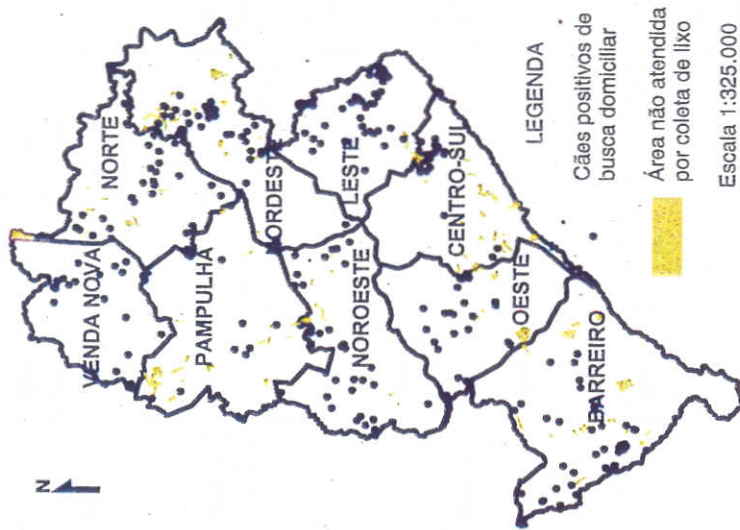 N
VENDA NOVA
NORTE
PAMPULHA
NORDESTE
NOROESTE
LESTE
CENTRO-SUL
OESTE
BARREIRO
LEGENDA
Cães positivos de
busca domiciliar
Área não atendida
por coleta de lixo
Escala 1:325.000